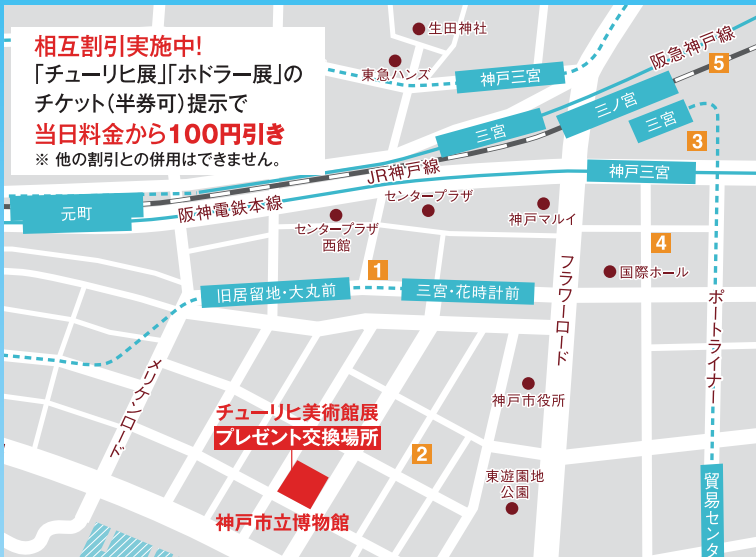 相互割引実施中!
「チューリヒ展」「ホドラー展」の
チケット(半券可)提示で
当日料金から100円引き
※ 他の割引との併用はできません。
生田神社
東急ハンズ
神戸三宮
阪急神戸線
5
三宮
三ノ宮
三宮
3
JR神戸線
神戸三宮
元町
阪神電鉄本線
センタープラザ
西館
センタープラザ
神戸マルイ
4
国際ホール
1
旧居留地・大丸前
三宮・花時計前
フラワーロード
ポートライナー
メリケンロード
神戸市役所
チューリヒ美術館展
プレゼント交換場所
2
東遊園地
公園
神戸市立博物館
貿易センタ